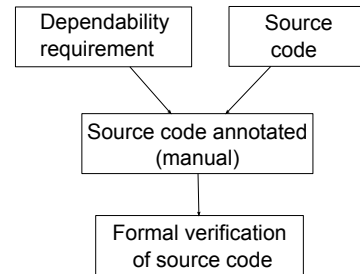 Dependability
requirement
Source
code
Source code annotated
(manual)
Formal verification
of source code